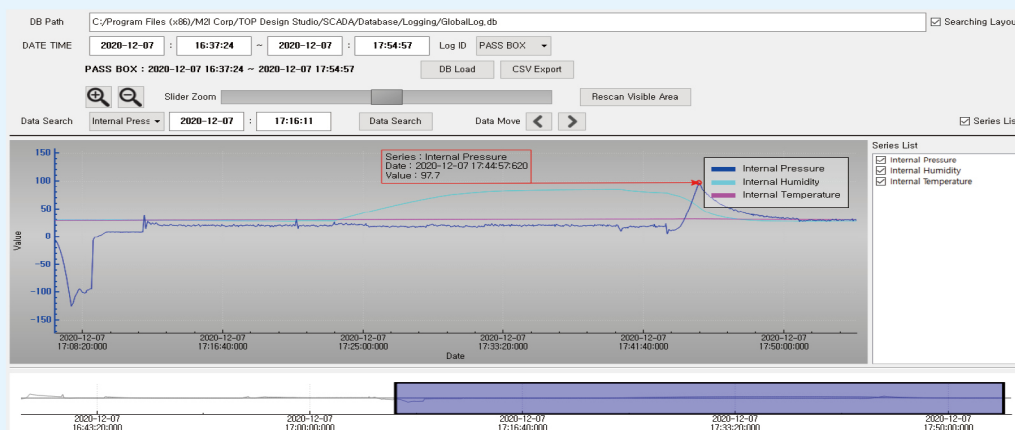 DB Path C:/Program Files (x86)/M2I Corp/TOP Design Studio/SCADA/Database/Logging/GlobalLog.db Searching Layou
DATE TIME 2020-12-07 : 16:37:24 ~ 2020-12-07 : 17:54:57 Log ID PASS BOX
PASS BOX : 2020-12-07 16:37:24 ~ 2020-12-07 17:54:57 DB Load CSV Export
Slider Zoom Rescan Visible Area
Data Search Internal Press 2020-12-07 : 17:16:11 Data Search Data Move Series Lis
Series List
Internal Pressure
Internal Humidity
Internal Temperature
Series : Internal Pressure
Date : 2020-12-07 17:44:57:620
Value : 97.7
Internal Pressure
Internal Humidity
Internal Temperature
150
100
50
0
-50
-100
-150
Value
2020-12-07 2020-12-07 2020-12-07 2020-12-07 2020-12-07 2020-12-07
17:08:20:000 17:16:40:000 17:25:00:000 17:33:20:000 17:41:40:000 17:50:00:000
Date
2020-12-07 2020-12-07 2020-12-07 2020-12-07 2020-12-07
16:43:20:000 17:00:00:000 17:16:40:000 17:33:20:000 17:50:00:000